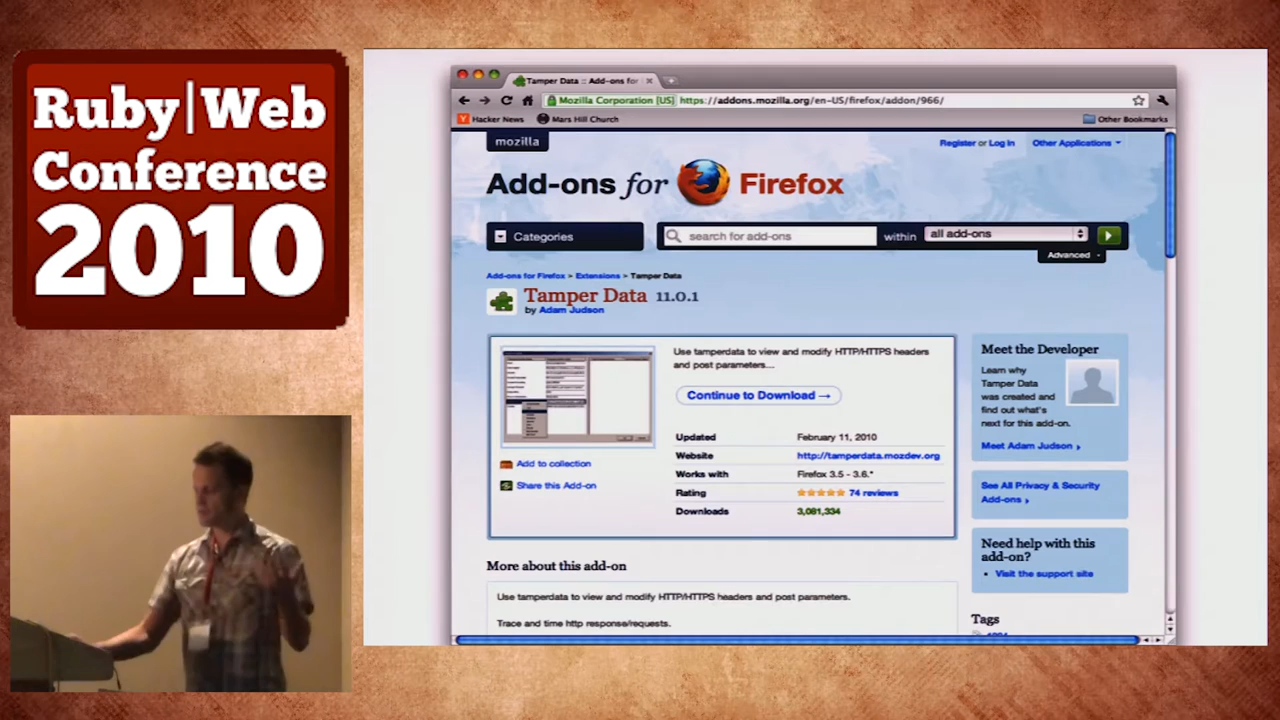 Ruby|Web
Conference
2010
Tamper Data :: Add-ons for
Mozilla Corporation [US] https://addons.mozilla.org/en-US/firefox/addon/966/
Hacker News Mars Hill Church Other Bookmarks
mozilla
Register or Log In Other Applications
Add-ons for Firefox
Categories search for add-ons within all add-ons
Advanced
Add-ons for Firefox > Extensions > Tamper Data
Tamper Data 11.0.1
by Adam Judson
Use tamperdata to view and modify HTTP/HTTPS headers
and post parameters...
Continue to Download →
Updated February 11, 2010
Website http://tamperdata.mozdev.org
Works with Firefox 3.5 - 3.6.*
Rating 74 reviews
Downloads 3,081,334
Add to collection
Share this Add-on
Meet the Developer
Learn why
Tamper Data
was created and
find out what's
next for this add-on.
Meet Adam Judson
See All Privacy & Security
Add-ons
Need help with this
add-on?
• Visit the support site
More about this add-on
Use tamperdata to view and modify HTTP/HTTPS headers and post parameters.
Trace and time http response/requests.
Tags